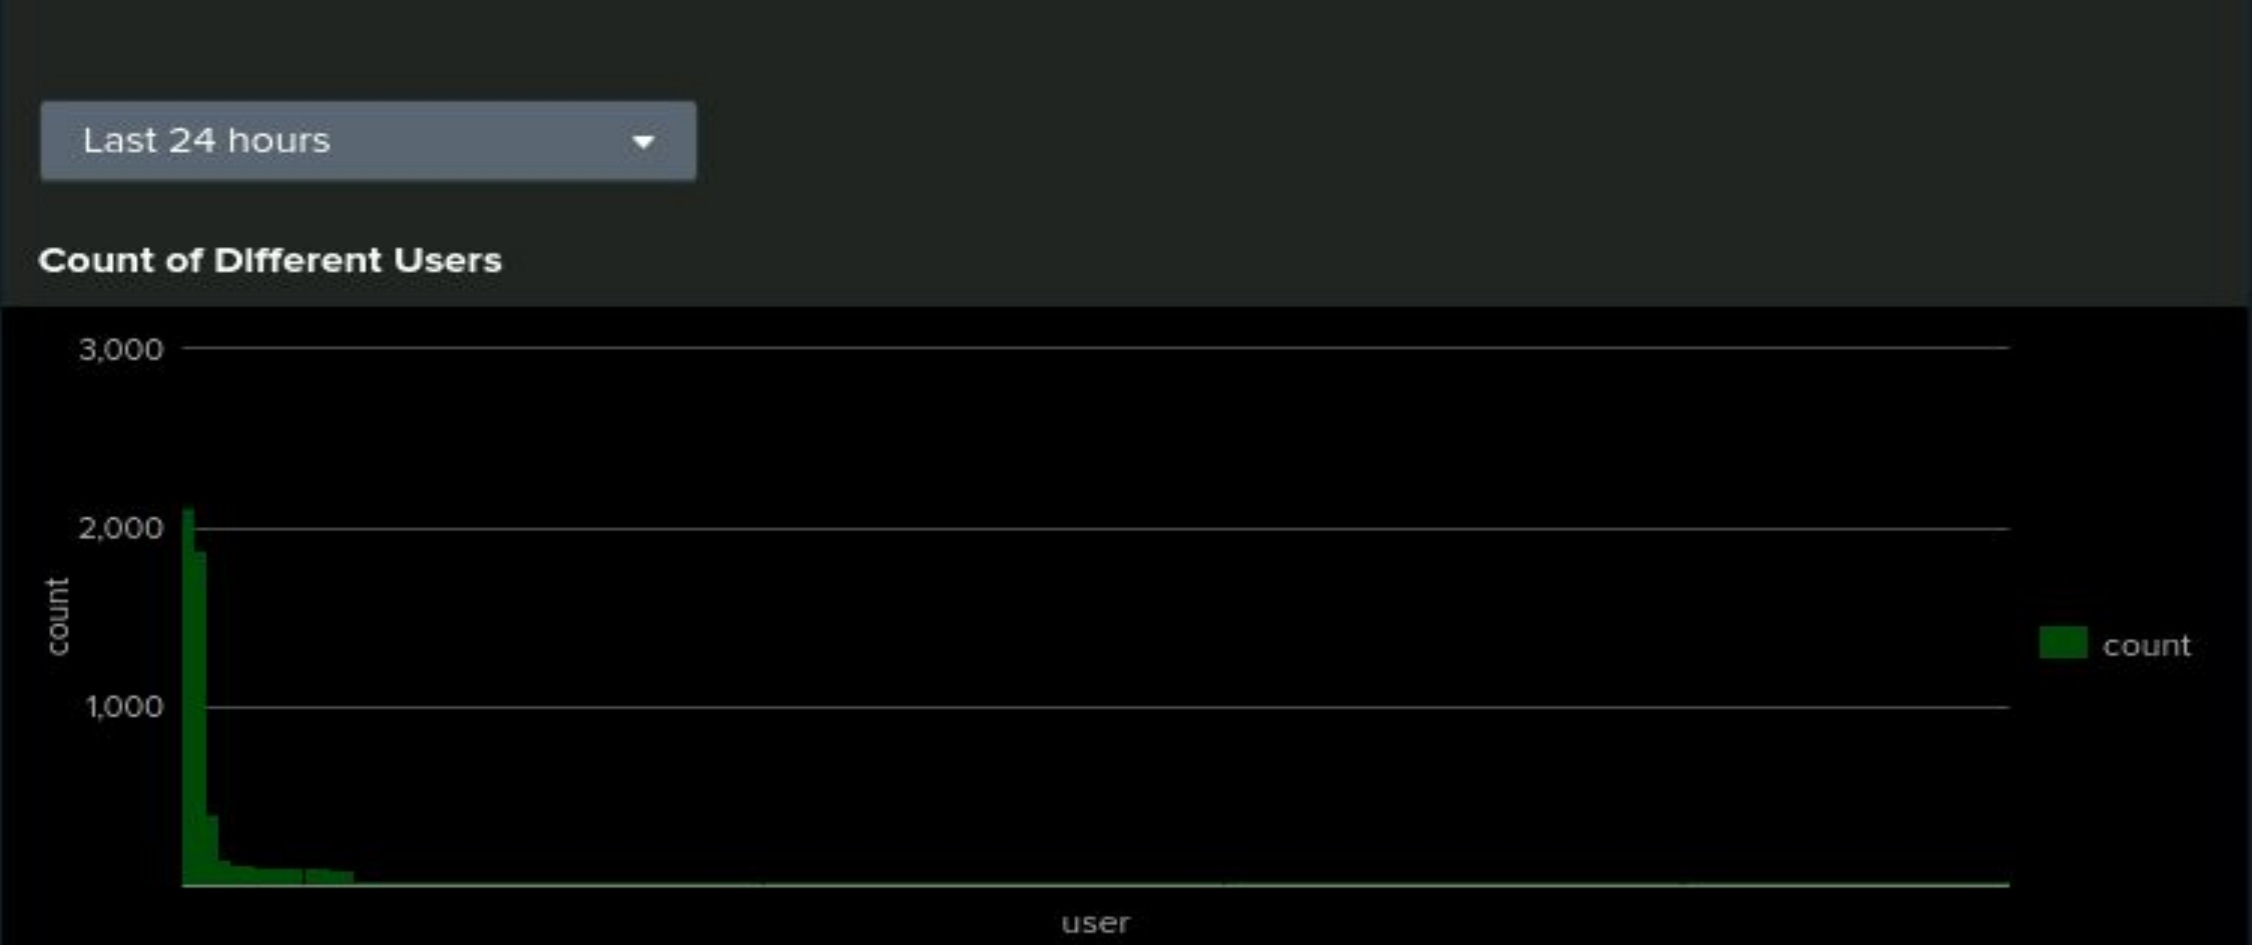 Last 24 hours
Count of DIfferent Users
3,000
2,000
1,000
count
count
user